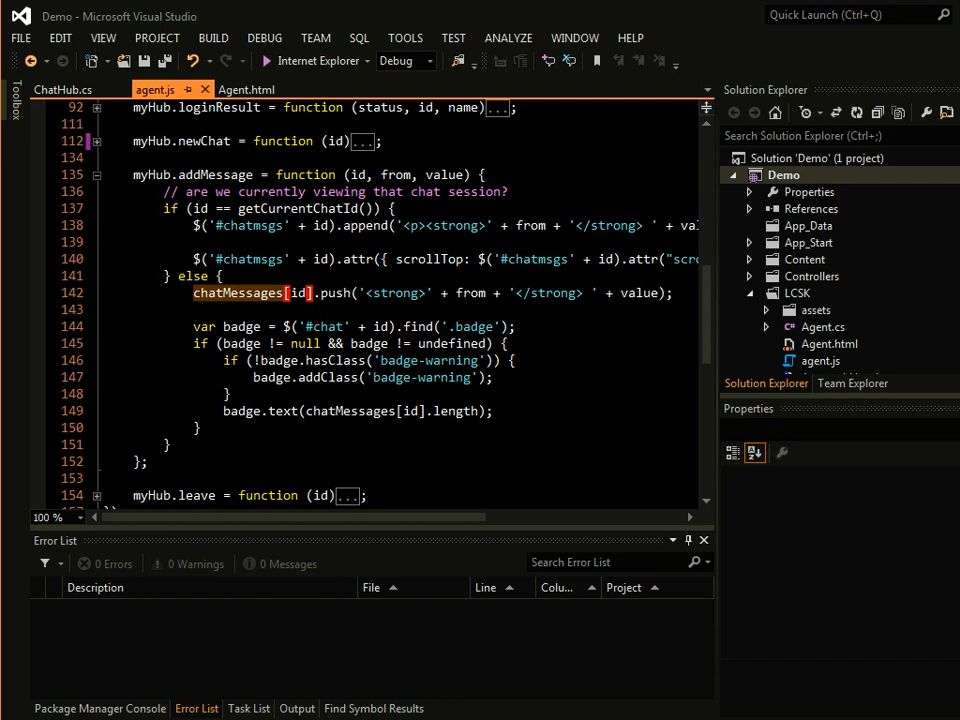 Demo - Microsoft Visual Studio
Quick Launch (Ctrl+Q)
FILE EDIT VIEW PROJECT BUILD DEBUG TEAM SQL TOOLS TEST ANALYZE WINDOW HELP
Internet Explorer Debug
Toolbox
ChatHub.cs agent.js Agent.html
92 myHub.loginResult = function (status, id, name)...;
111
112 myHub.newChat = function (id)...;
134
135 myHub.addMessage = function (id, from, value) {
136 // are we currently viewing that chat session?
137 if (id == getCurrentChatId()) {
138 $('#chatmsgs' + id).append('<p><strong>' + from + '</strong> ' + val
139
140 $('#chatmsgs' + id).attr({ scrollTop: $('#chatmsgs' + id).attr("scro
141 } else {
142 chatMessages[id].push('<strong>' + from + '</strong> ' + value);
143
144 var badge = $('#chat' + id).find('.badge');
145 if (badge != null && badge != undefined) {
146 if (!badge.hasClass('badge-warning')) {
147 badge.addClass('badge-warning');
148 }
149 badge.text(chatMessages[id].length);
150 }
151 }
152 };
153
154 myHub.leave = function (id)...;
100 %
Solution Explorer
Search Solution Explorer (Ctrl+;)
Solution 'Demo' (1 project)
Demo
Properties
References
App_Data
App_Start
Content
Controllers
LCSK
assets
Agent.cs
Agent.html
agent.js
Solution Explorer Team Explorer
Properties
Error List
0 Errors 0 Warnings 0 Messages
Search Error List
Description File Line Colu... Project
Package Manager Console Error List Task List Output Find Symbol Results